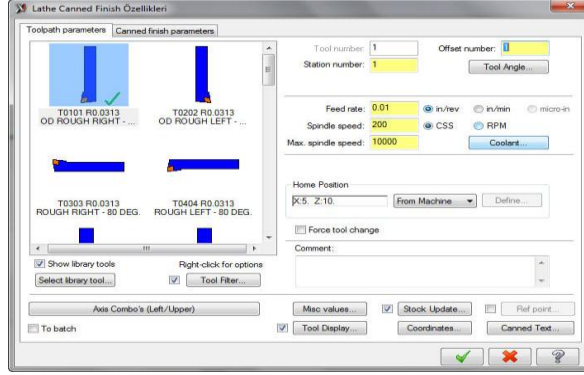 Lathe Canned Finish Özellikleri
Toolpath parameters Canned finish parameters
T0101 R0.0313
OD ROUGH RIGHT - ...
T0202 R0.0313
OD ROUGH LEFT - ...
T0303 R0.0313
ROUGH RIGHT - 80 DEG.
T0404 R0.0313
ROUGH LEFT - 80 DEG.
Show library tools
Right-click for options
Select library tool...
Tool Filter...
Axis Combo's (Left/Upper)
To batch
Tool number: 1
Offset number: 1
Station number: 1
Tool Angle...
Feed rate: 0.01 in/rev in/min micro-in
Spindle speed: 200 CSS RPM
Max. spindle speed: 10000 Coolant...
Home Position
X:5. Z:10. From Machine Define...
Force tool change
Comment:
Misc values... Stock Update... Ref point...
Tool Display... Coordinates... Canned Text...